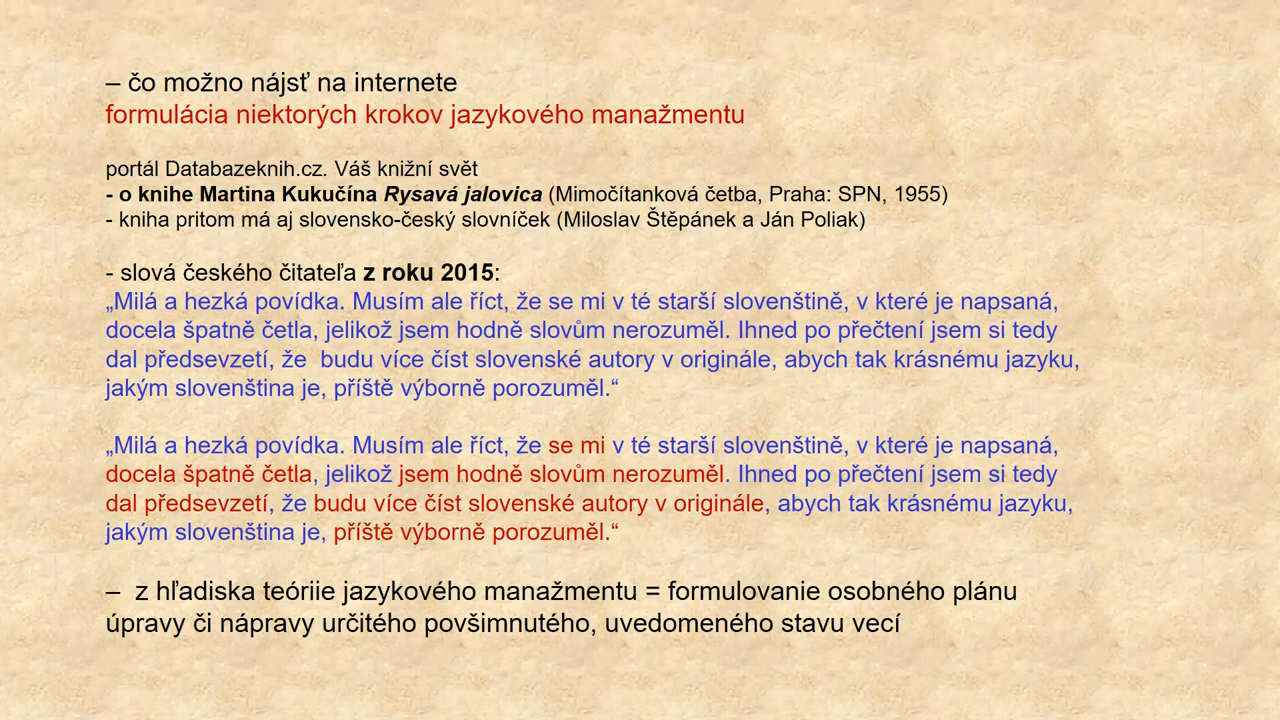 – čo možno nájsť na internete
formulácia niektorých krokov jazykového manažmentu
portál Databazeknih.cz. Váš knižní svět
- o knihe Martina Kukučína Rysavá jalovica (Mimočítanková četba, Praha: SPN, 1955)
- kniha pritom má aj slovensko-český slovníček (Miloslav Štěpánek a Ján Poliak)
- slová českého čitateľa z roku 2015:
„Milá a hezká povídka. Musím ale říct, že se mi v té starší slovenštině, v které je napsaná,
docela špatně četla, jelikož jsem hodně slovům nerozuměl. Ihned po přečtení jsem si tedy
dal předsevzetí, že  budu více číst slovenské autory v originále, abych tak krásnému jazyku,
jakým slovenština je, příště výborně porozuměl.“
„Milá a hezká povídka. Musím ale říct, že se mi v té starší slovenštině, v které je napsaná,
docela špatně četla, jelikož jsem hodně slovům nerozuměl. Ihned po přečtení jsem si tedy
dal předsevzetí, že budu více číst slovenské autory v originále, abych tak krásnému jazyku,
jakým slovenština je, příště výborně porozuměl.“
–  z hľadiska teóriie jazykového manažmentu = formulovanie osobného plánu
úpravy či nápravy určitého povšimnutého, uvedomeného stavu vecí